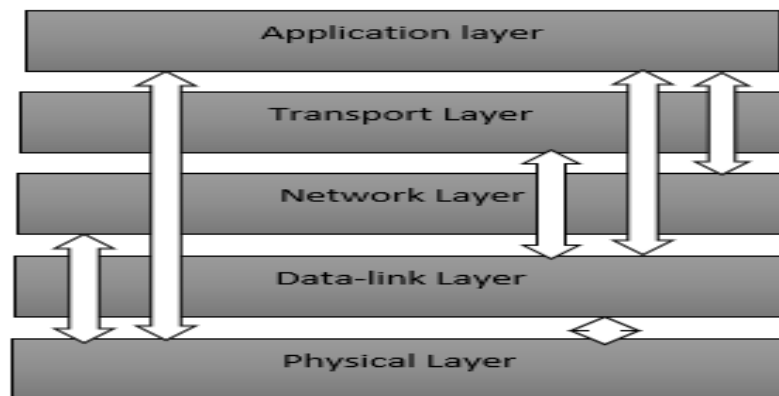 Application layer
Transport Layer
Network Layer
Data-link Layer
Physical Layer